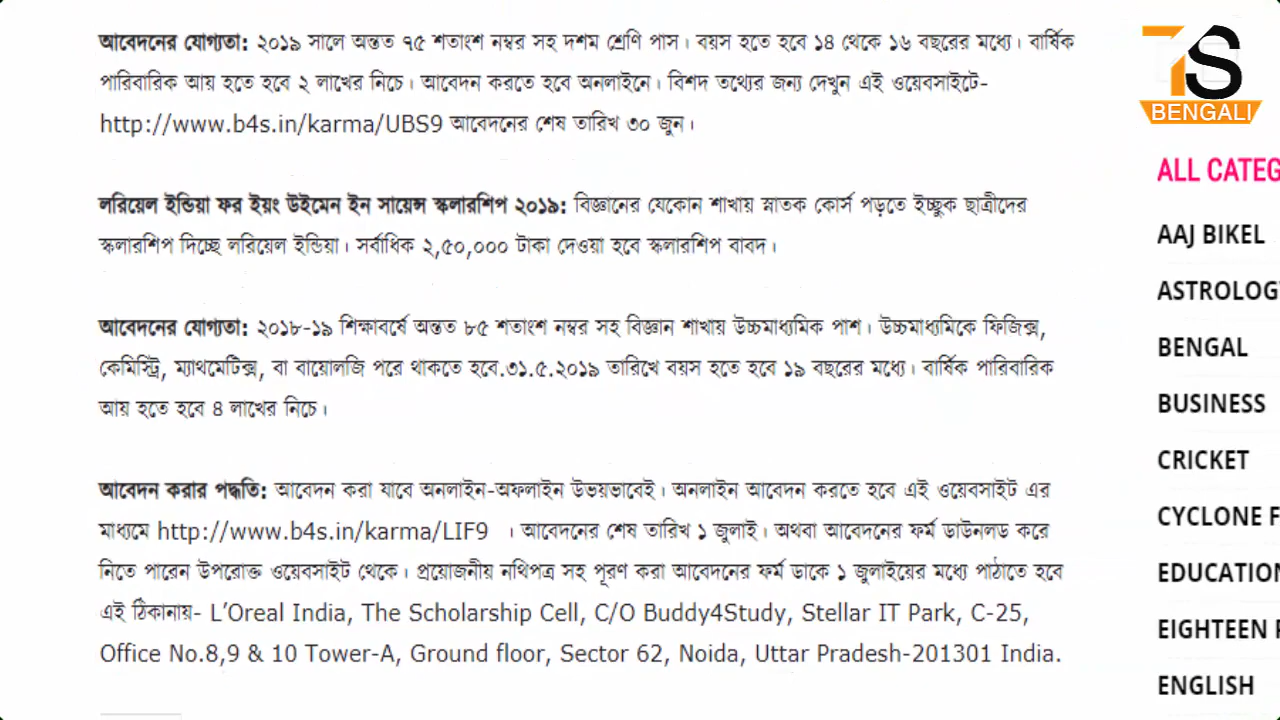 আবেদনের যোগ্যতা: ২০১৯ সালে অন্তত ৭৫ শতাংশ নম্বর সহ দশম শ্রেণি পাস। বয়স হতে হবে ১৪ থেকে ১৬ বছরের মধ্যে। বার্ষিক
পারিবারিক আয় হতে হবে ২ লাখের নিচে। আবেদন করতে হবে অনলাইনে। বিশদ তথ্যের জন্য দেখুন এই ওয়েবসাইটে-
http://www.b4s.in/karma/UBS9 আবেদনের শেষ তারিখ ৩০ জুন।
লরিয়েল ইন্ডিয়া ফর ইয়ং উইমেন ইন সায়েন্স স্কলারশিপ ২০১৯: বিজ্ঞানের যেকোন শাখায় স্নাতক কোর্স পড়তে ইচ্ছুক ছাত্রীদের
স্কলারশিপ দিচ্ছে লরিয়েল ইন্ডিয়া। সর্বাধিক ২,৫০,০০০ টাকা দেওয়া হবে স্কলারশিপ বাবদ।
আবেদনের যোগ্যতা: ২০১৮-১৯ শিক্ষাবর্ষে অন্তত ৮৫ শতাংশ নম্বর সহ বিজ্ঞান শাখায় উচ্চমাধ্যমিক পাশ। উচ্চমাধ্যমিকে ফিজিক্স,
কেমিস্ট্রি, ম্যাথমেটিক্স, বা বায়োলজি পরে থাকতে হবে.৩১.৫.২০১৯ তারিখে বয়স হতে হবে ১৯ বছরের মধ্যে। বার্ষিক পারিবারিক
আয় হতে হবে ৪ লাখের নিচে।
আবেদন করার পদ্ধতি: আবেদন করা যাবে অনলাইন-অফলাইন উভয়ভাবেই। অনলাইন আবেদন করতে হবে এই ওয়েবসাইট এর
মাধ্যমে http://www.b4s.in/karma/LIF9 । আবেদনের শেষ তারিখ ১ জুলাই। অথবা আবেদনের ফর্ম ডাউনলড করে
নিতে পারেন উপরোক্ত ওয়েবসাইট থেকে। প্রয়োজনীয় নথিপত্র সহ পূরণ করা আবেদনের ফর্ম ডাকে ১ জুলাইয়ের মধ্যে পাঠাতে হবে
এই ঠিকানায়- L’Oreal India, The Scholarship Cell, C/O Buddy4Study, Stellar IT Park, C-25,
Office No.8,9 & 10 Tower-A, Ground floor, Sector 62, Noida, Uttar Pradesh-201301 India.
7S
BENGALI
ALL CATEG
AAJ BIKEL
ASTROLOGY
BENGAL
BUSINESS
CRICKET
CYCLONE F
EDUCATION
EIGHTEEN P
ENGLISH